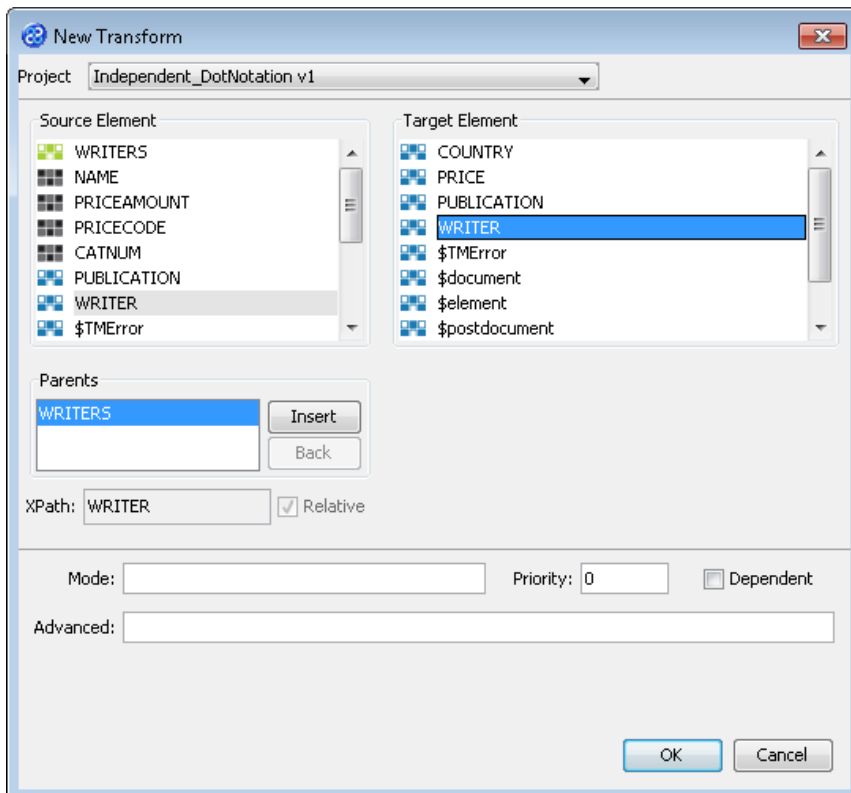 New Transform
Project Independent_DotNotation v1
Source Element
WRITERS
NAME
PRICEAMOUNT
PRICECODE
CATNUM
PUBLICATION
WRITER
$TMError
Target Element
COUNTRY
PRICE
PUBLICATION
WRITER
$TMError
$document
$element
$postdocument
Parents
WRITERS
Insert
Back
XPath: WRITER Relative
Mode: Priority: 0 Dependent
Advanced:
OK Cancel